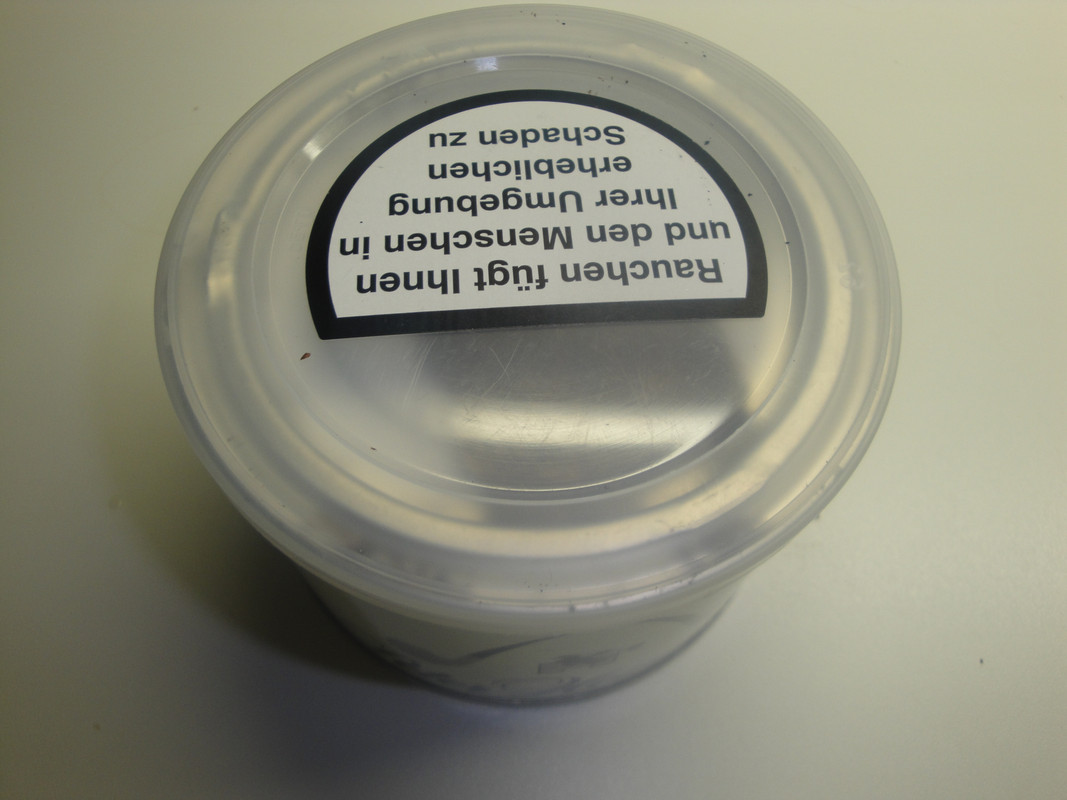 Rauchen fügt Ihnen
und den Menschen in
Ihrer Umgebung
erheblichen
Schaden zu